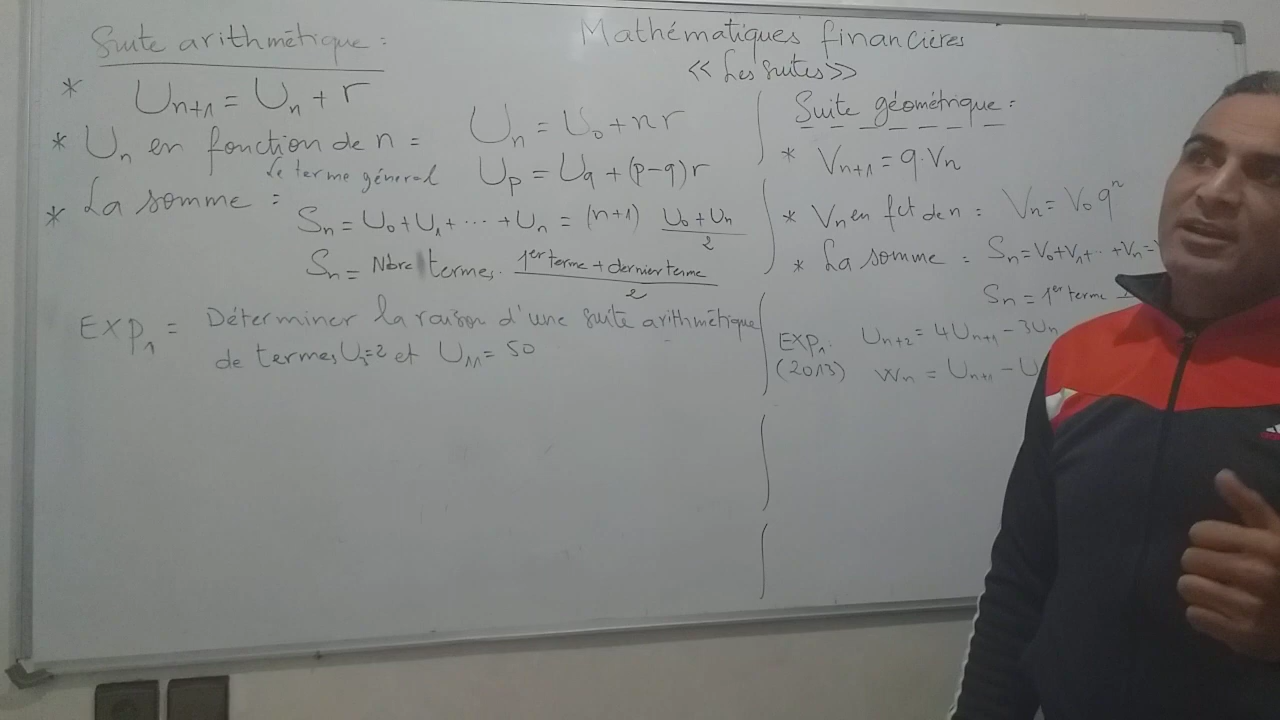 Mathématiques financières
<< Les suites >>
Suite arithmétique :
* Un+1 = Un + r
* Un en fonction de n = Un = U0 + nr
Le terme général Up = Uq + (p-q)r
* La somme : Sn = U0 + U1 + ... + Un = (n+1) U0 + Un / 2
Sn = Nbre termes. 1er terme + dernier terme / 2
EXP1 = Déterminer la raison d'une suite arithmétique
de termes U3=2 et U11 = 50
Suite géométrique :
* Vn+1 = q.Vn
* Vn en fct de n : Vn = V0 q^n
* La somme : Sn = V0 + V1 + .. + Vn =
Sn = 1er terme
EXP1: Un+2 = 4Un+1 - 3Un
(2013) Wn = Un+1 - U